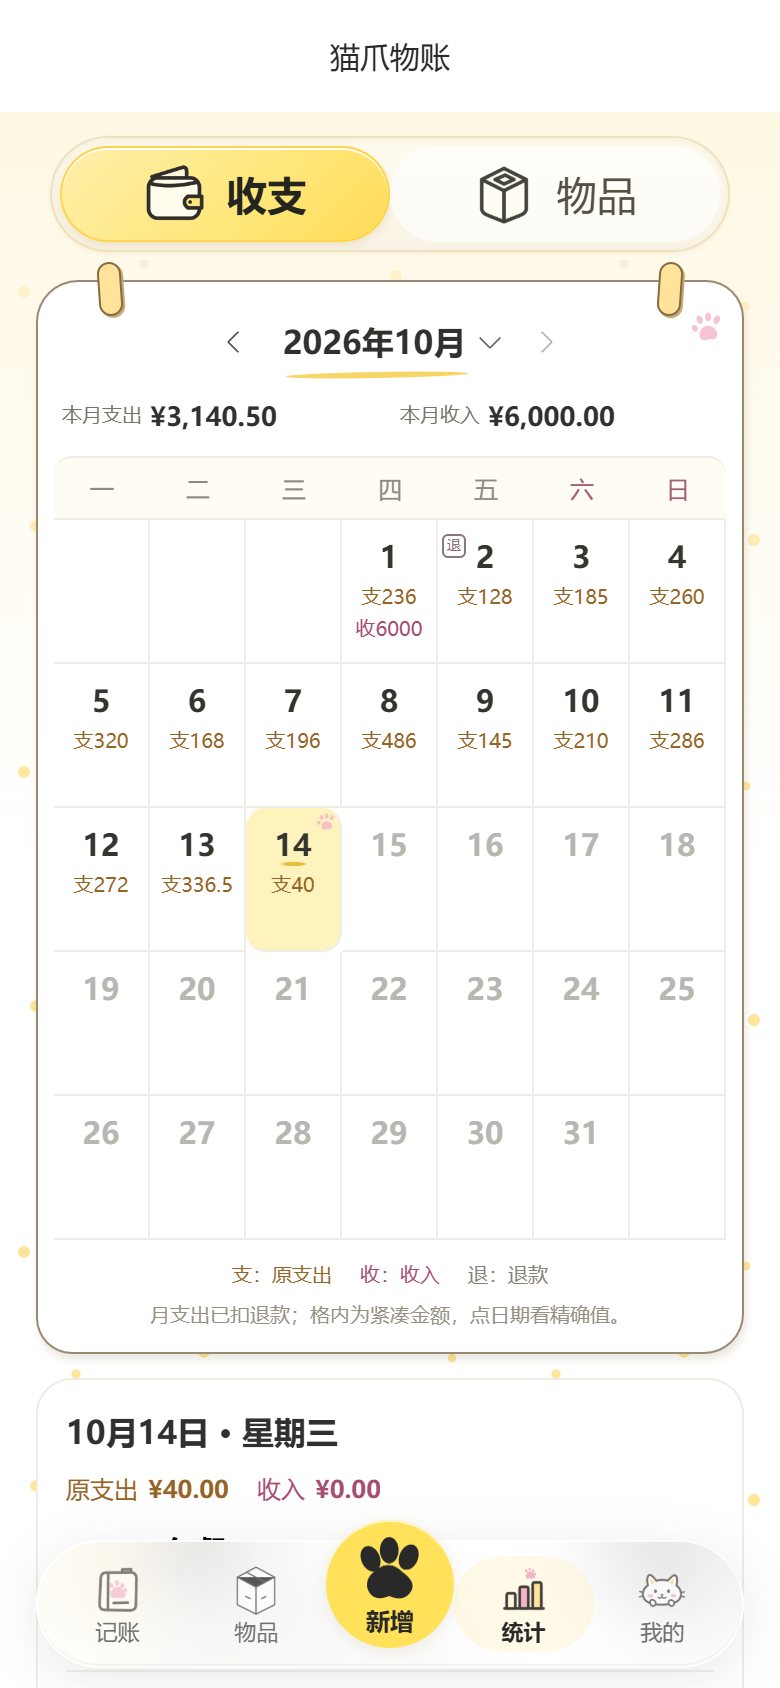 猫爪物账
收支 物品
2026年10月
本月支出 ¥3,140.50 本月收入 ¥6,000.00
一 二 三 四 五 六 日
1 退 2 3 4
支236 支128 支185 支260
收6000
5 6 7 8 9 10 11
支320 支168 支196 支486 支145 支210 支286
12 13 14 15 16 17 18
支272 支336.5 支40
19 20 21 22 23 24 25
26 27 28 29 30 31
支：原支出 收：收入 退：退款
月支出已扣退款；格内为紧凑金额，点日期看精确值。
10月14日 • 星期三
原支出 ¥40.00 收入 ¥0.00
记账 物品 新增 统计 我的